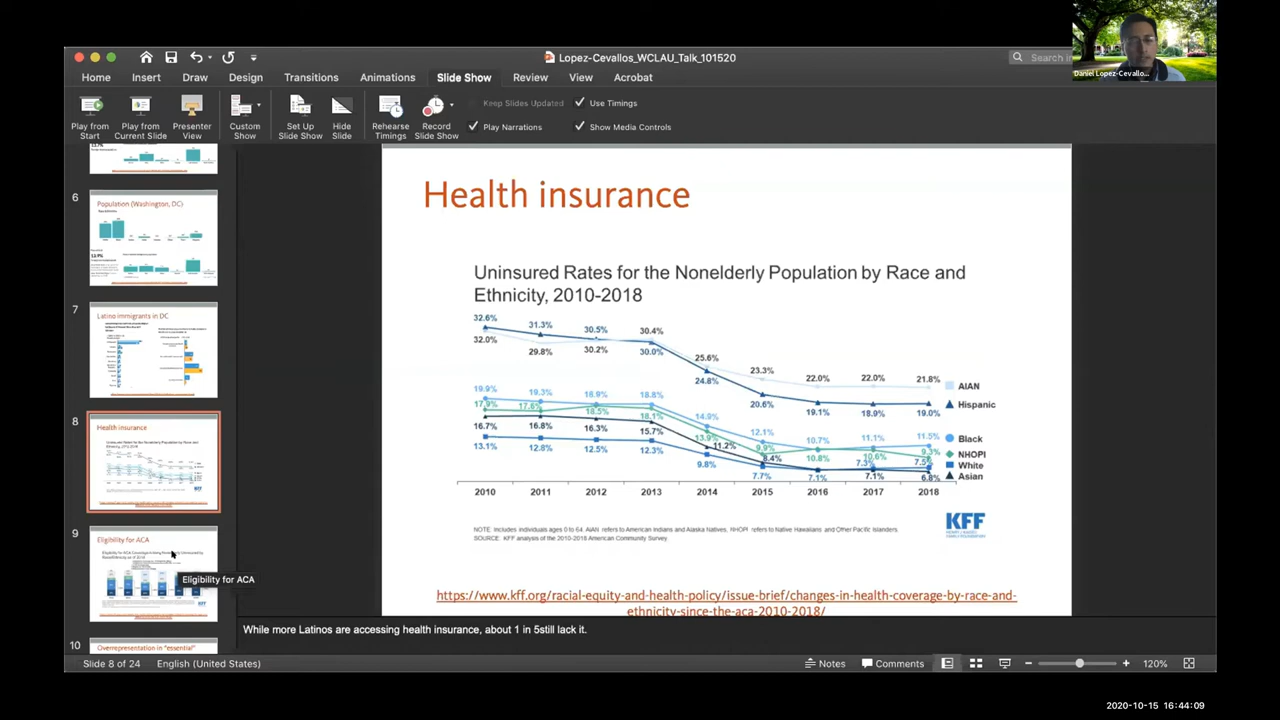 Lopez-Cevallos_WCLAU_Talk_101520
Search in
Daniel Lopez-Cevallo...
Home Insert Draw Design Transitions Animations Slide Show Review View Acrobat
Play from Start
Play from Current Slide
Presenter View
Custom Show
Set Up Slide Show
Hide Slide
Rehearse Timings
Record Slide Show
Keep Slides Updated
Use Timings
Play Narrations
Show Media Controls
6
Population (Washington, DC)
7
Latino immigrants in DC
8
Health insurance
9
Eligibility for ACA
Eligibility for ACA
10
Overrepresentation in "essential"
Health insurance
Uninsured Rates for the Nonelderly Population by Race and
Ethnicity, 2010-2018
32.6% 31.3% 30.5% 30.4% 25.6% 23.3% 22.0% 22.0% 21.8%
32.0% 29.8% 30.2% 30.0% 24.8% 20.6% 19.1% 18.9% 19.0%
19.9% 19.3% 18.9% 18.8% 14.9% 12.1% 10.7% 11.1% 11.5%
17.9% 17.6% 18.5% 18.1% 13.9% 9.9% 10.8% 10.6% 9.3%
16.7% 16.8% 16.3% 15.7% 11.2% 8.4% 7.3% 7.5%
13.1% 12.8% 12.5% 12.3% 9.8% 7.7% 7.1% 7.1% 6.8%
AIAN
Hispanic
Black
NHOPI
White
Asian
2010 2011 2012 2013 2014 2015 2016 2017 2018
NOTE: Includes individuals ages 0 to 64. AIAN refers to American Indians and Alaska Natives, NHOPI refers to Native Hawaiians and Other Pacific Islanders.
SOURCE: KFF analysis of the 2010-2018 American Community Survey.
KFF
https://www.kff.org/racial-equity-and-health-policy/issue-brief/changes-in-health-coverage-by-race-and-
ethnicity-since-the-aca-2010-2018/
While more Latinos are accessing health insurance, about 1 in 5still lack it.
Slide 8 of 24 English (United States) Notes Comments 120%
2020-10-15 16:44:09